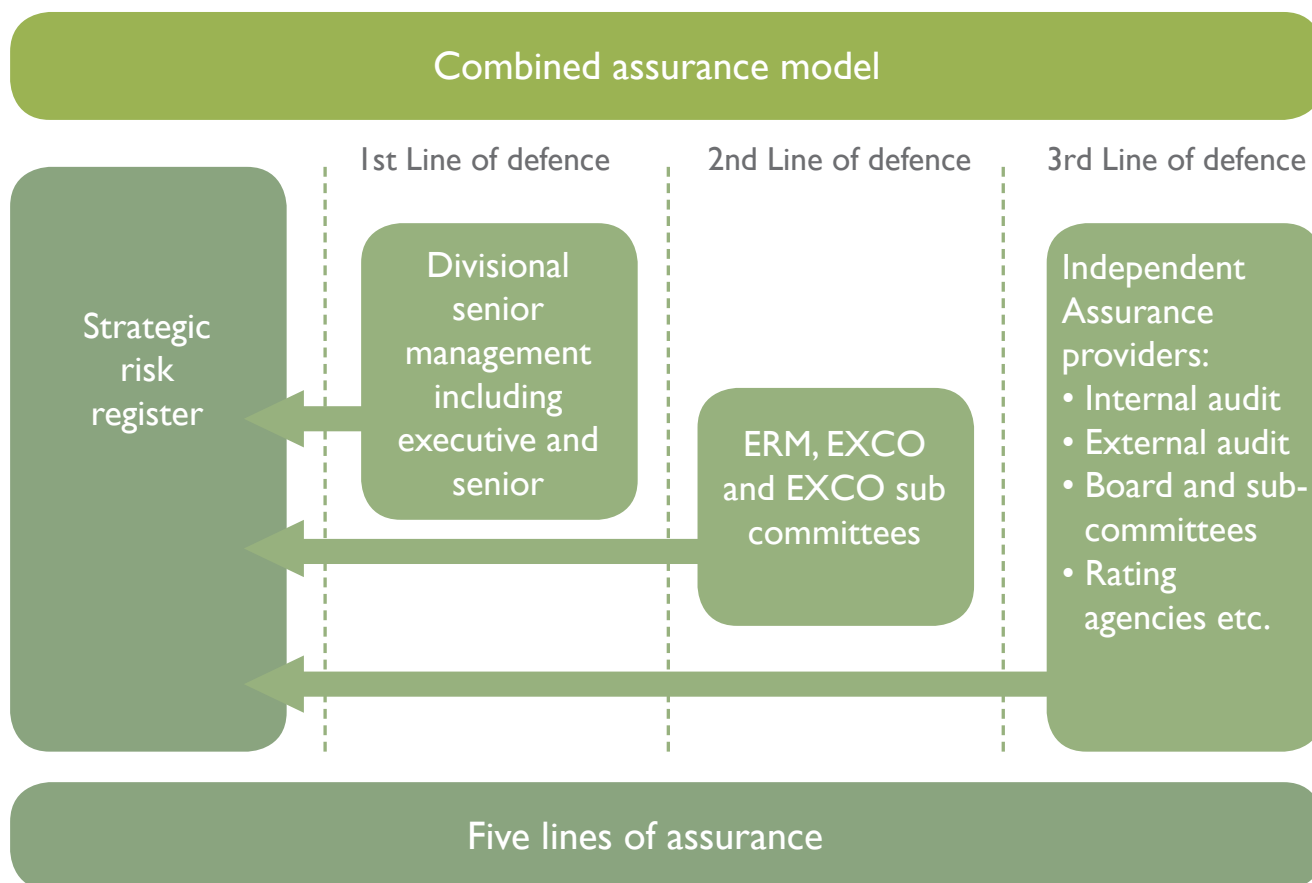 Combined assurance model
1st Line of defence
2nd Line of defence
3rd Line of defence
Strategic
risk
register
Divisional
senior
management
including
executive and
senior
ERM, EXCO
and EXCO sub
committees
Independent
Assurance
providers:
• Internal audit
• External audit
• Board and sub-
committees
• Rating
agencies etc.
Five lines of assurance